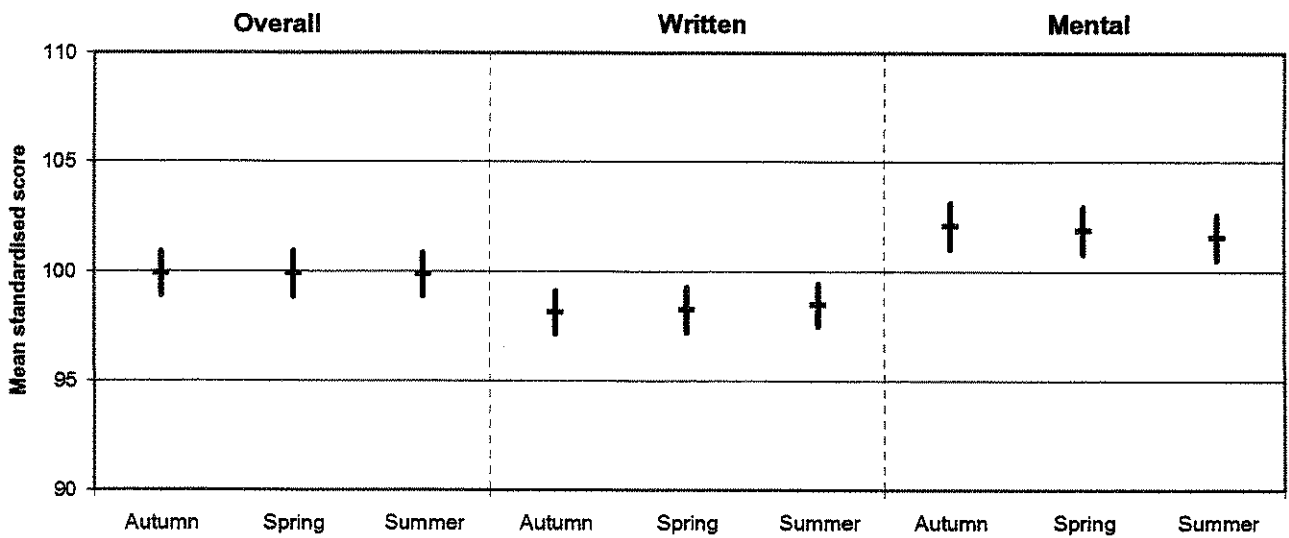 Overall Written Mental
110
105
100
95
90
Mean standardised score
Autumn Spring Summer Autumn Spring Summer Autumn Spring Summer